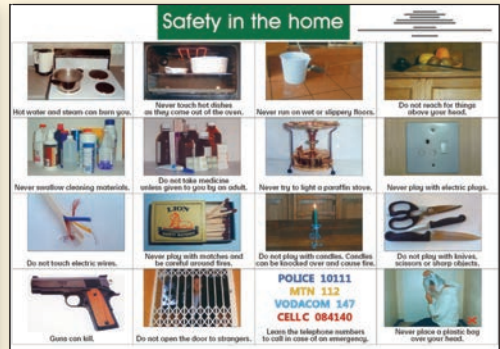 Safety in the home
Hot water and steam can burn you.
Never touch hot dishes
as they come out of the oven.
Never run on wet or slippery floors.
Do not reach for things
above your head.
Never swallow cleaning materials.
Do not take medicine
unless given to you by an adult.
Never try to light a paraffin stove.
Never play with electric plugs.
Do not touch electric wires.
LION
Never play with matches and
be careful around fires.
Do not play with candles. Candles
can be knocked over and cause fire.
Do not play with knives,
scissors or sharp objects.
Guns can kill.
Do not open the door to strangers.
POLICE 10111
MTN 112
VODACOM 147
CELL C 084140
Learn the telephone numbers
to call in case of an emergency.
Never place a plastic bag
over your head.